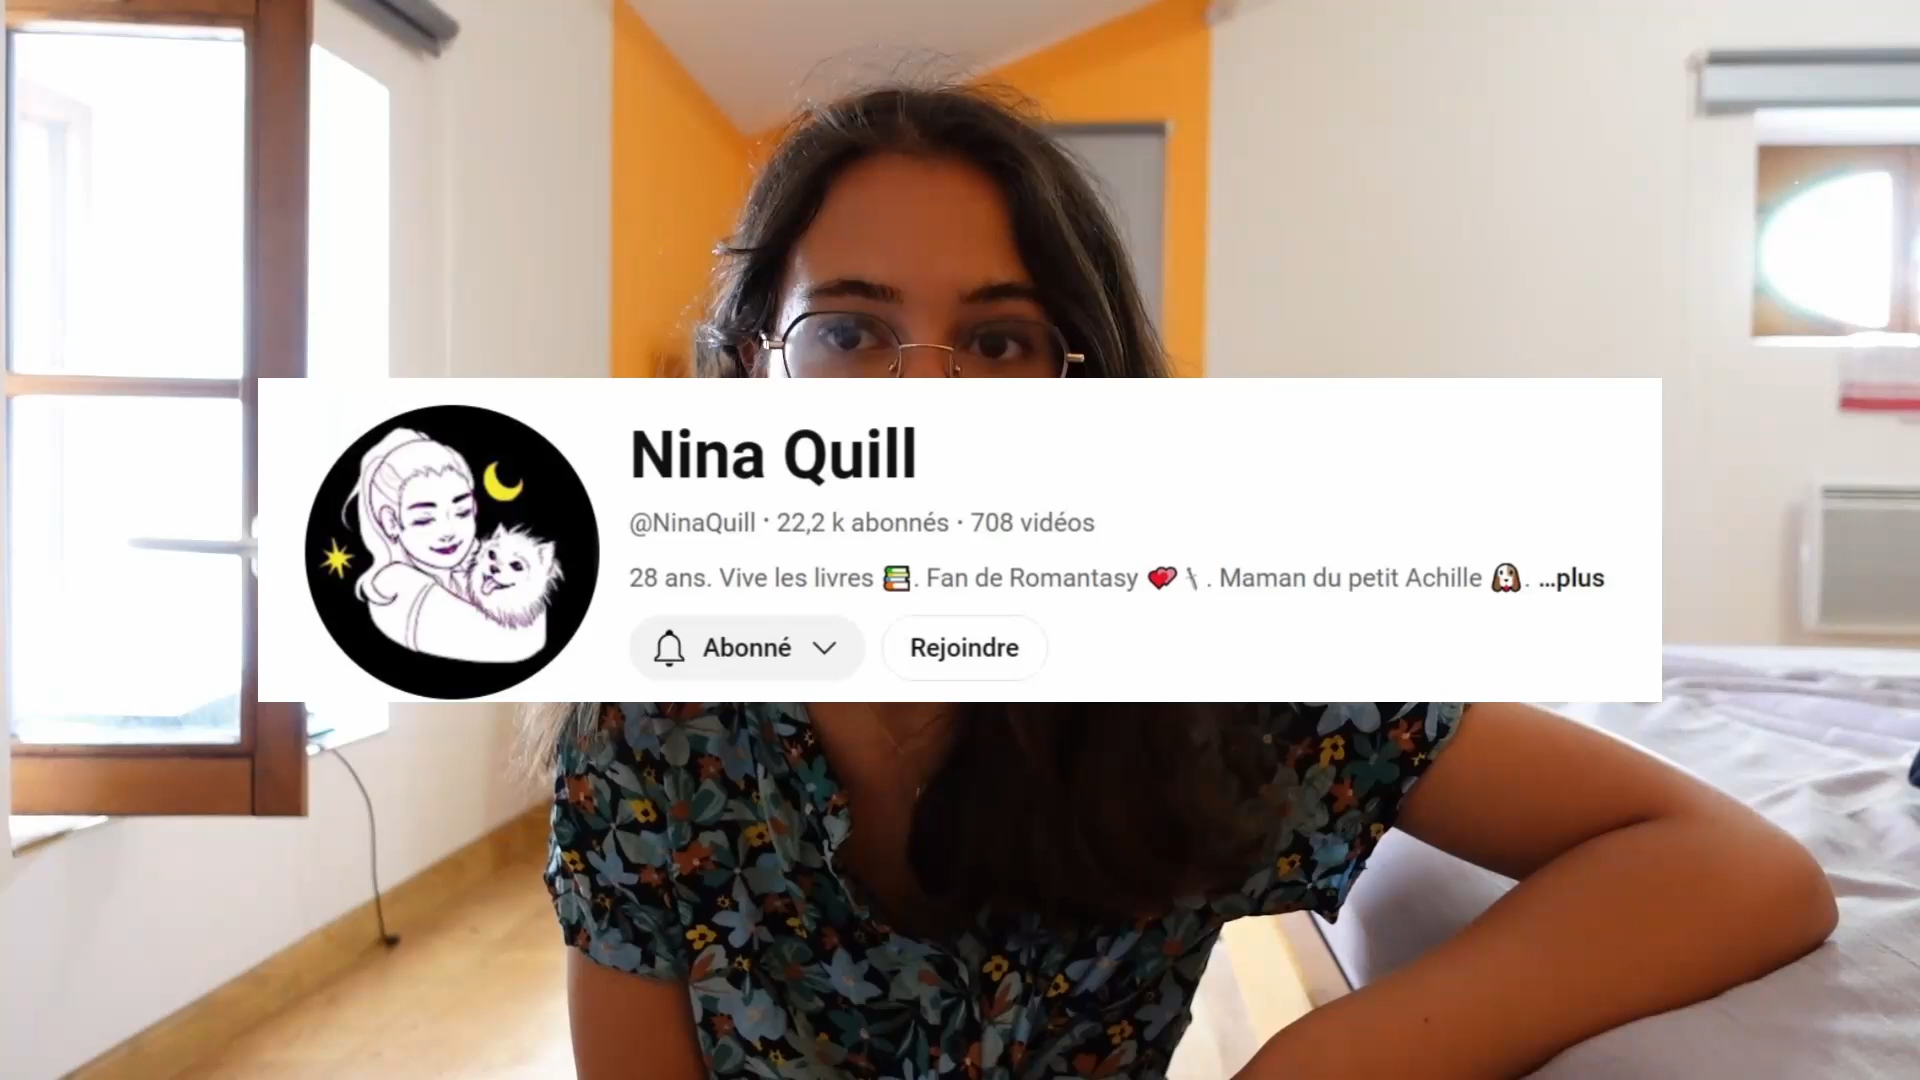 Nina Quill
@NinaQuill · 22,2 k abonnés · 708 vidéos
28 ans. Vive les livres 📚. Fan de Romantasy 💕 . Maman du petit Achille 🐶. ...plus
Abonné
Rejoindre